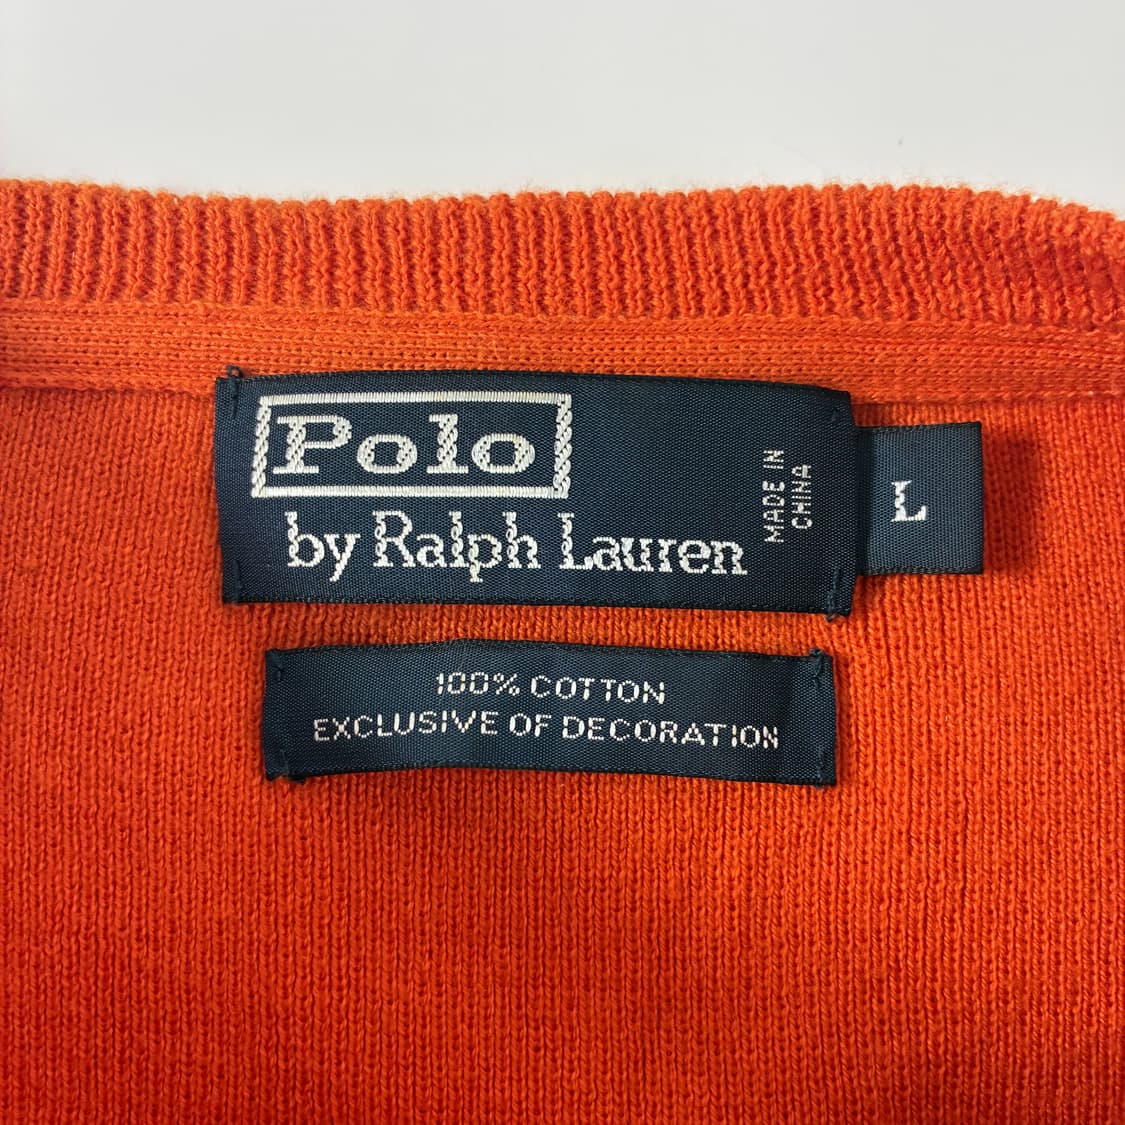 Polo
by Ralph Lauren
MADE IN
CHINA
L
100% COTTON
EXCLUSIVE OF DECORATION